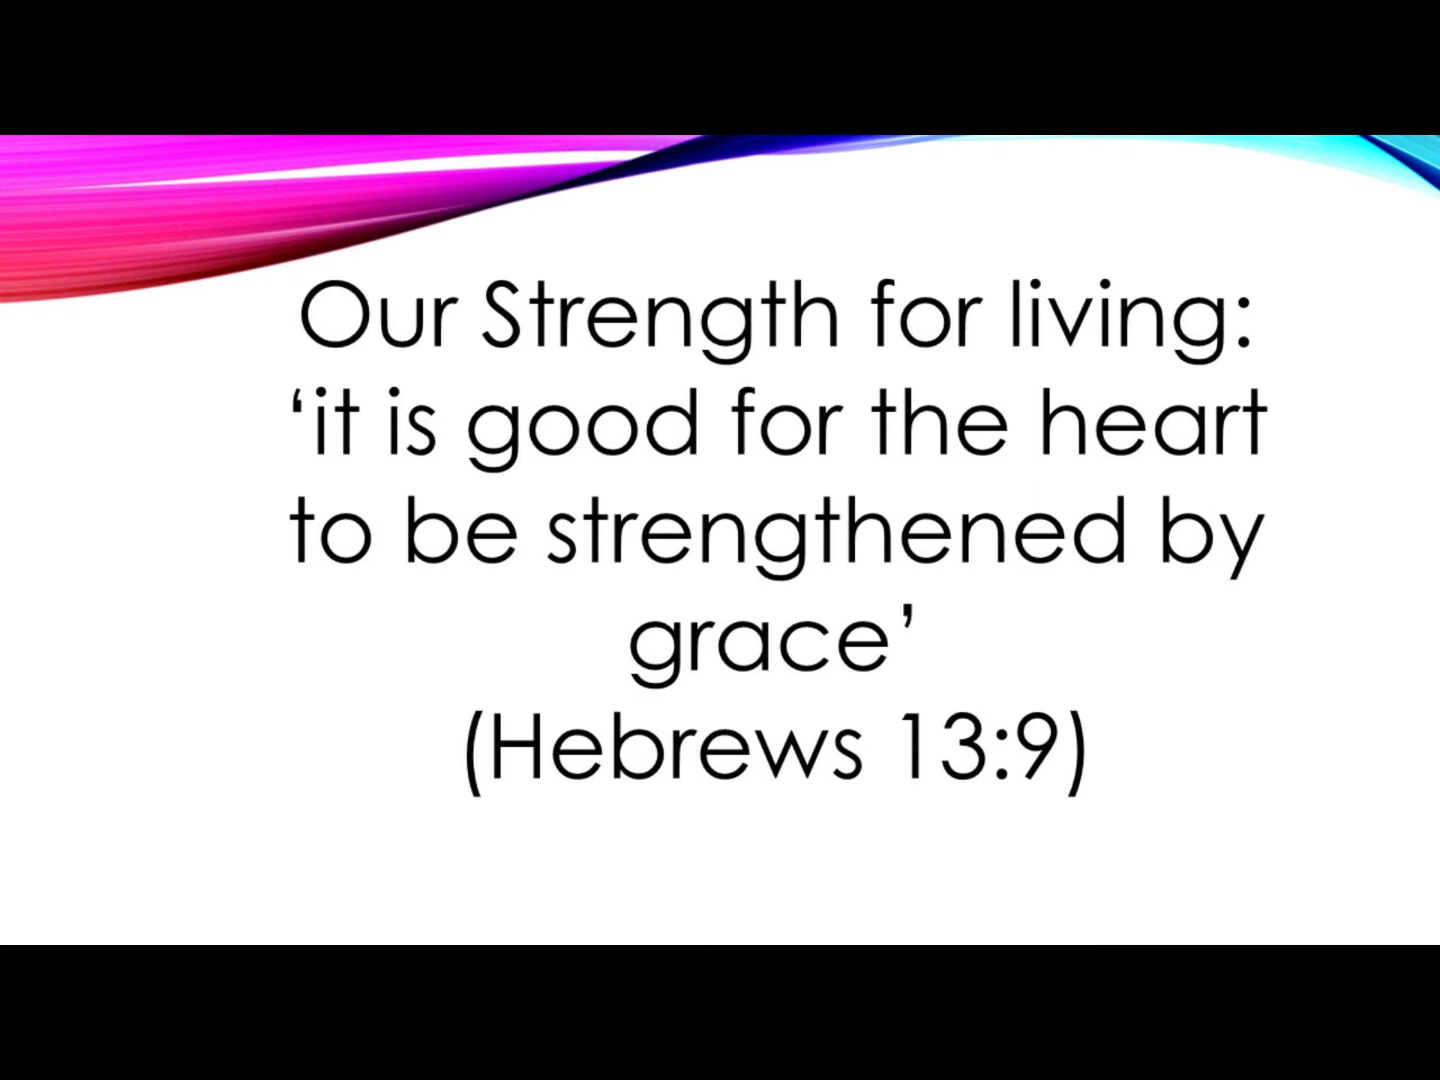 Our Strength for living:
‘it is good for the heart
to be strengthened by
grace’
(Hebrews 13:9)